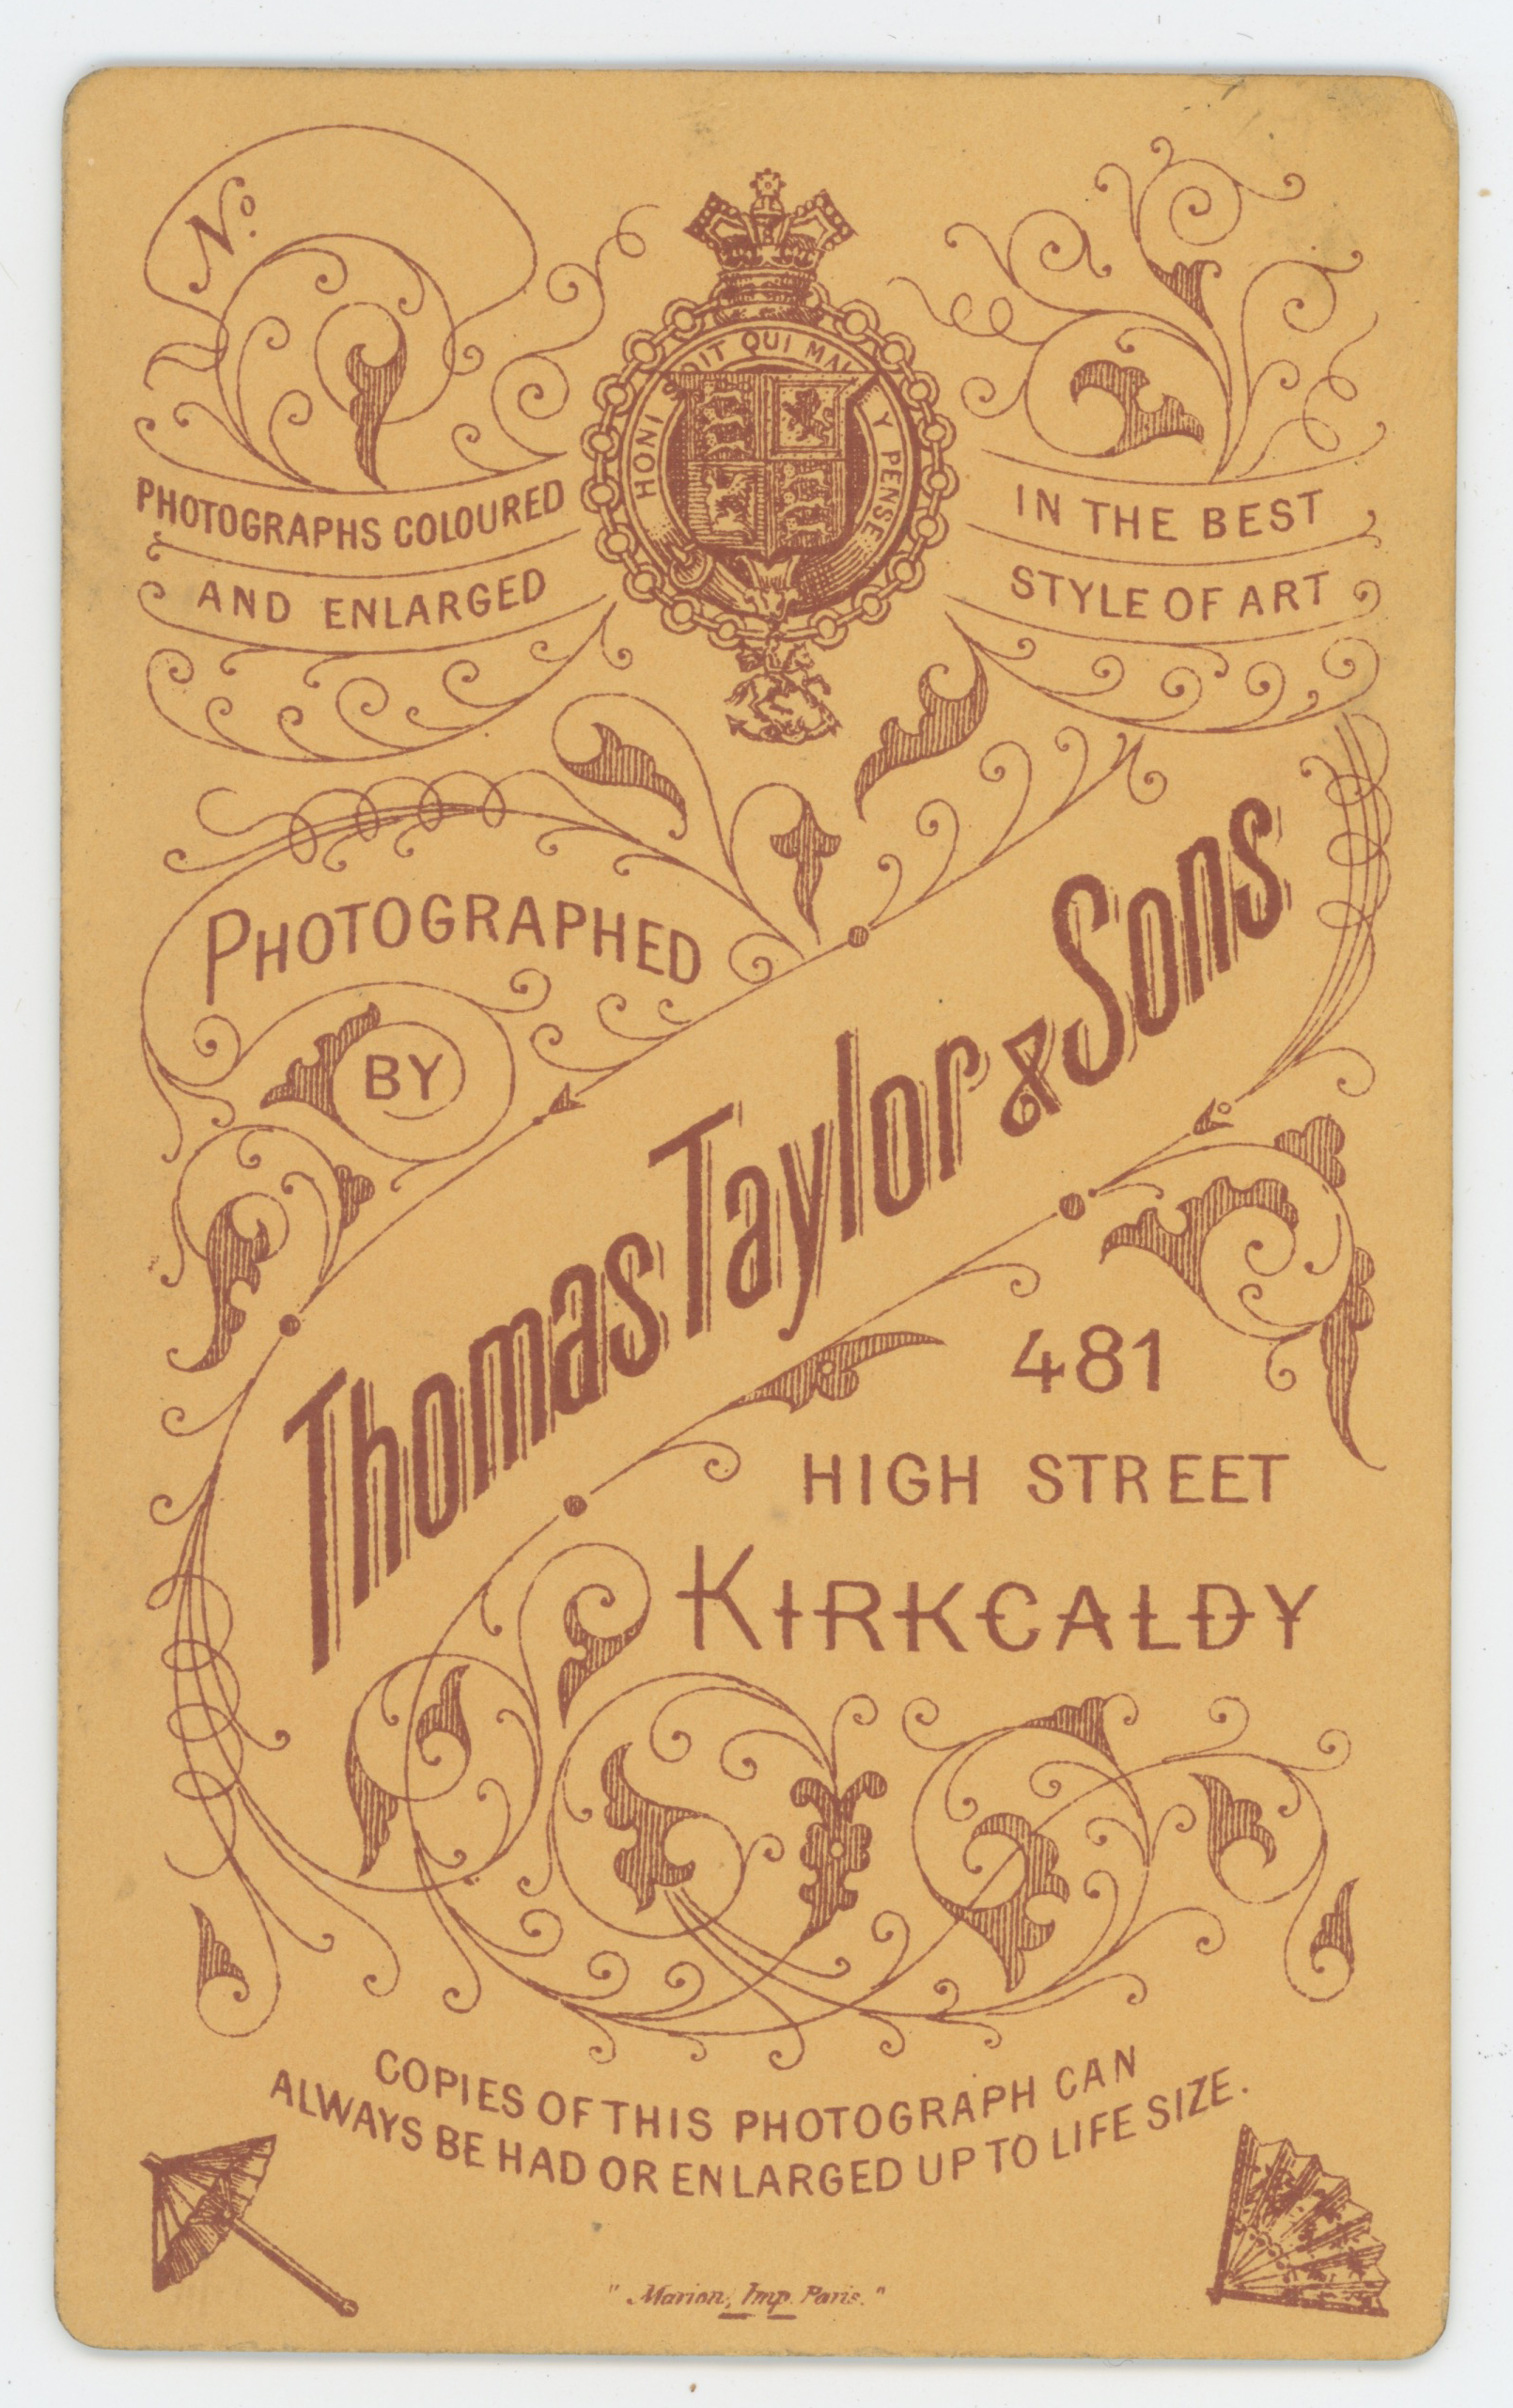 No.
HONI SOIT QUI MAL Y PENSE
PHOTOGRAPHS COLOURED
AND ENLARGED
IN THE BEST
STYLE OF ART
PHOTOGRAPHED
BY
Thomas Taylor & Sons
481
HIGH STREET
KIRKCALDY
COPIES OF THIS PHOTOGRAPH CAN
ALWAYS BE HAD OR ENLARGED UP TO LIFE SIZE.
" Marion, Imp. Paris. "